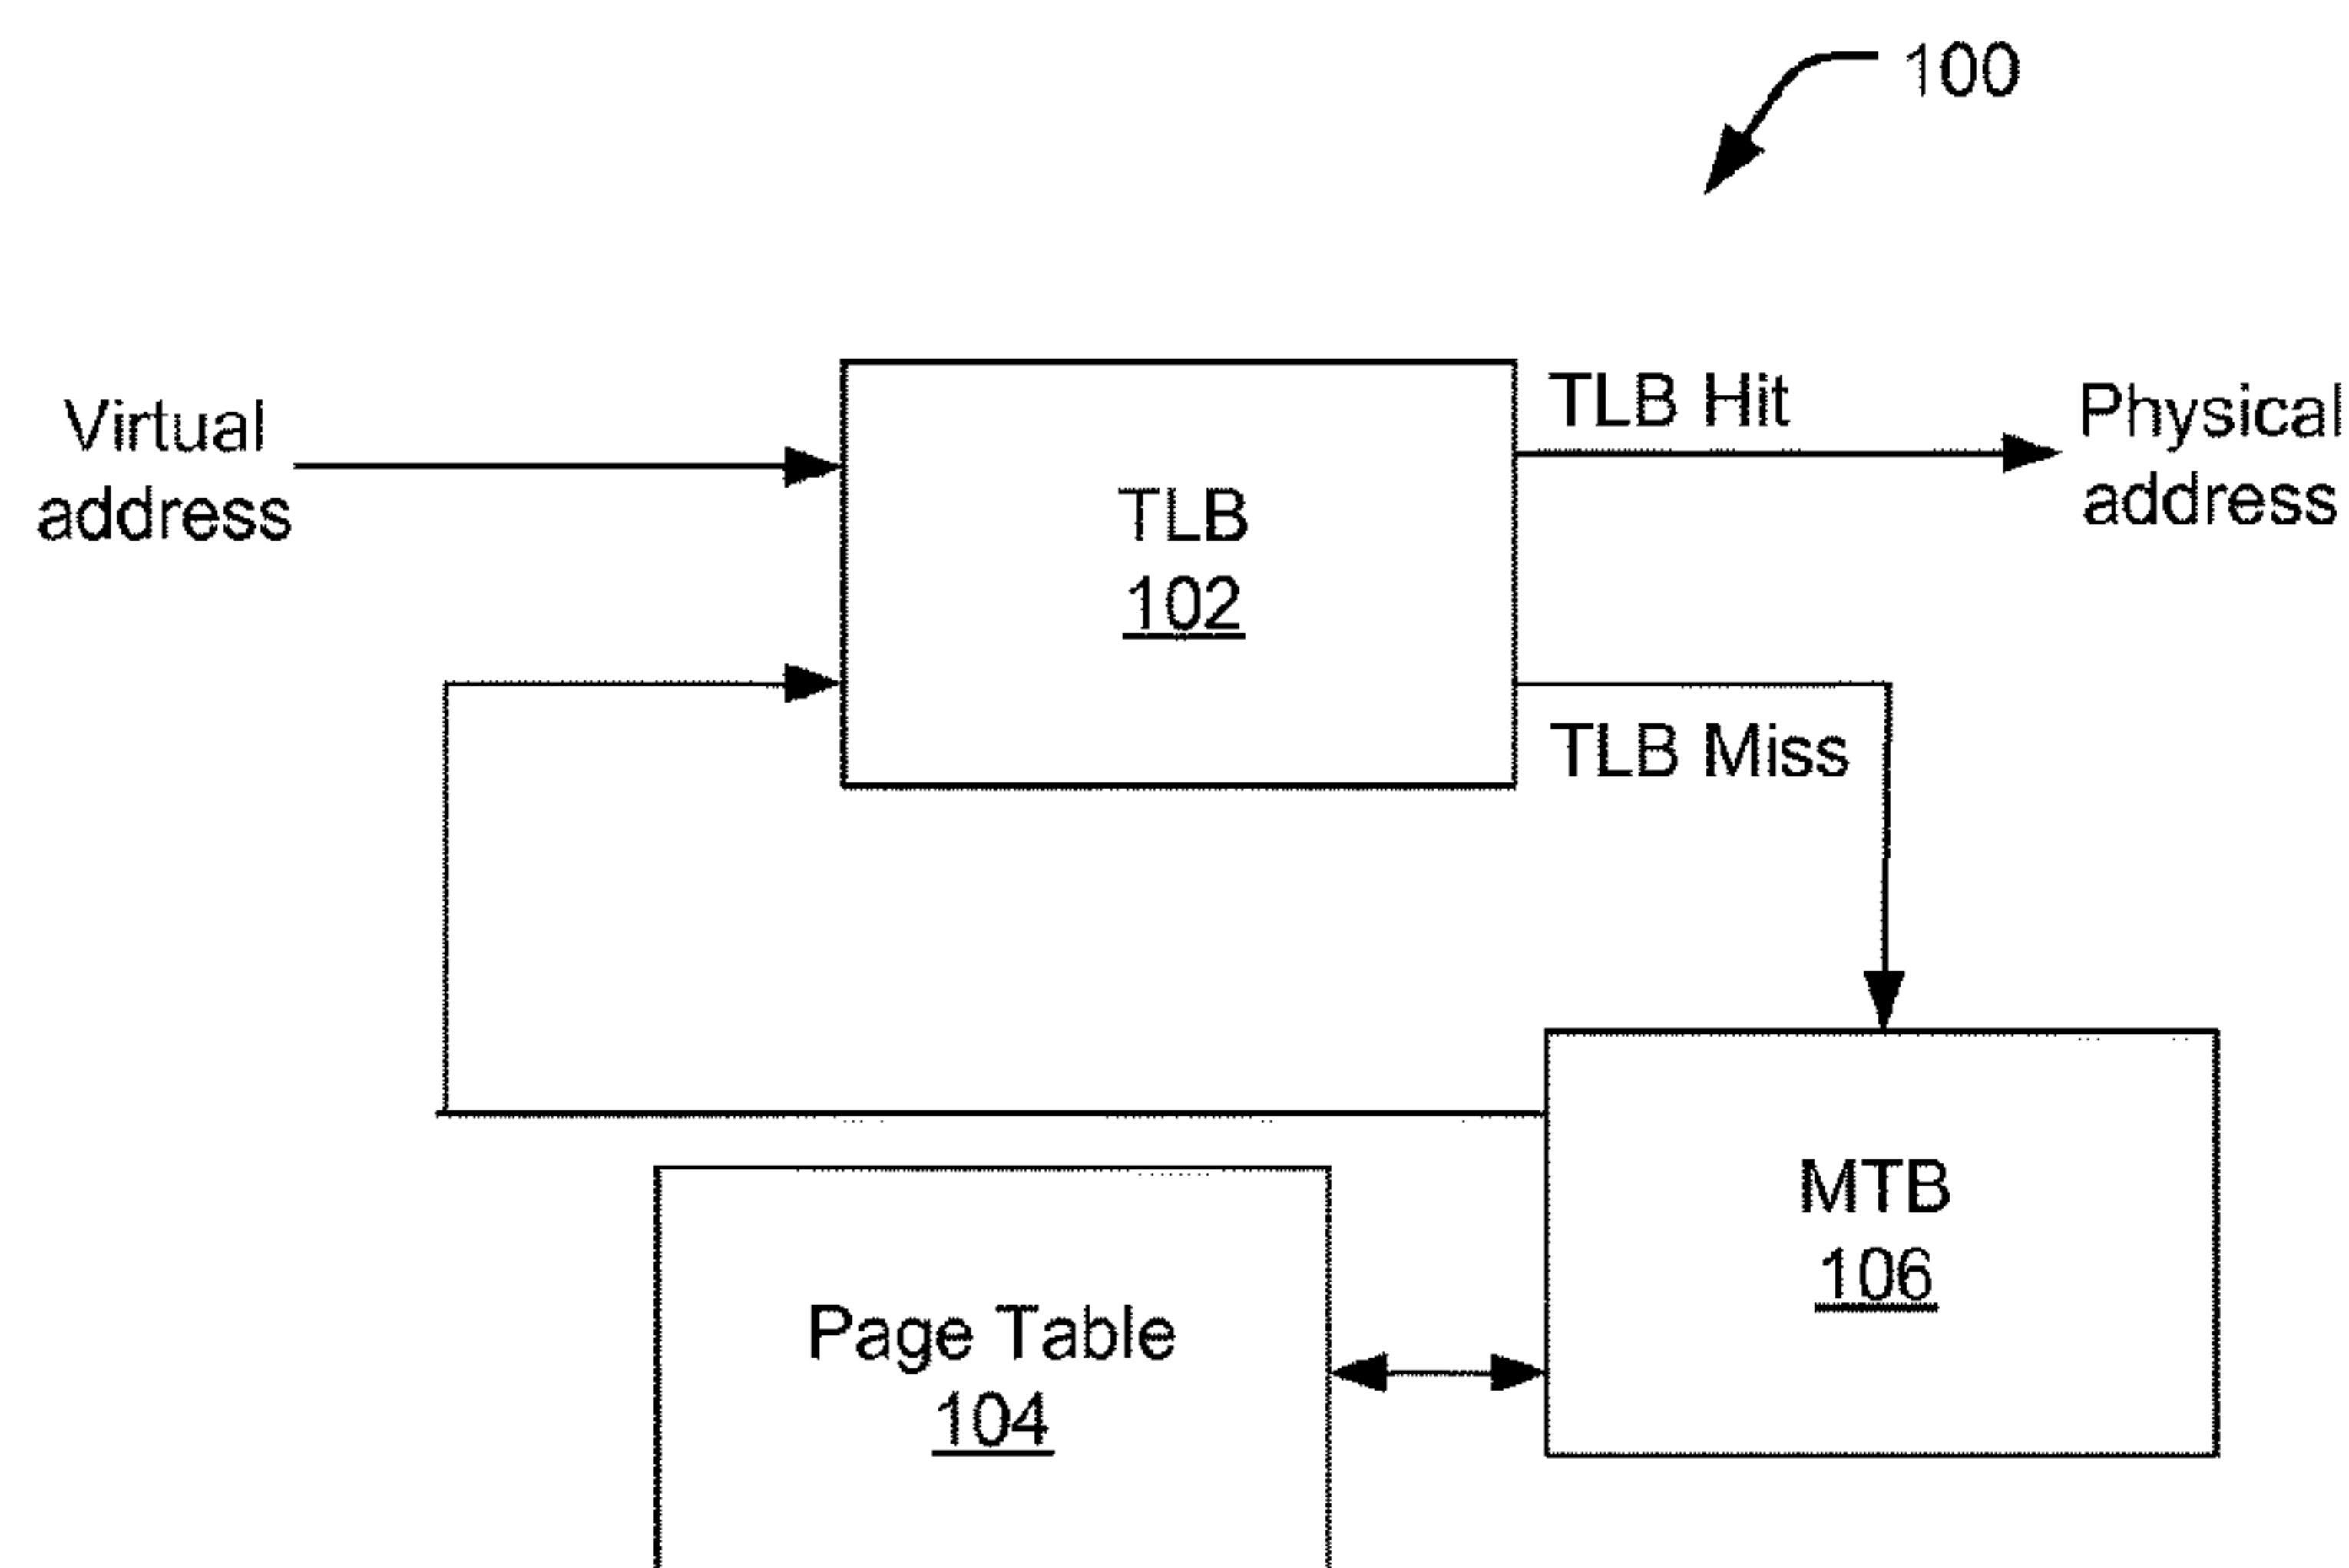 100
Virtual
address
TLB
102
TLB Hit
Physical
address
TLB Miss
MTB
106
Page Table
104